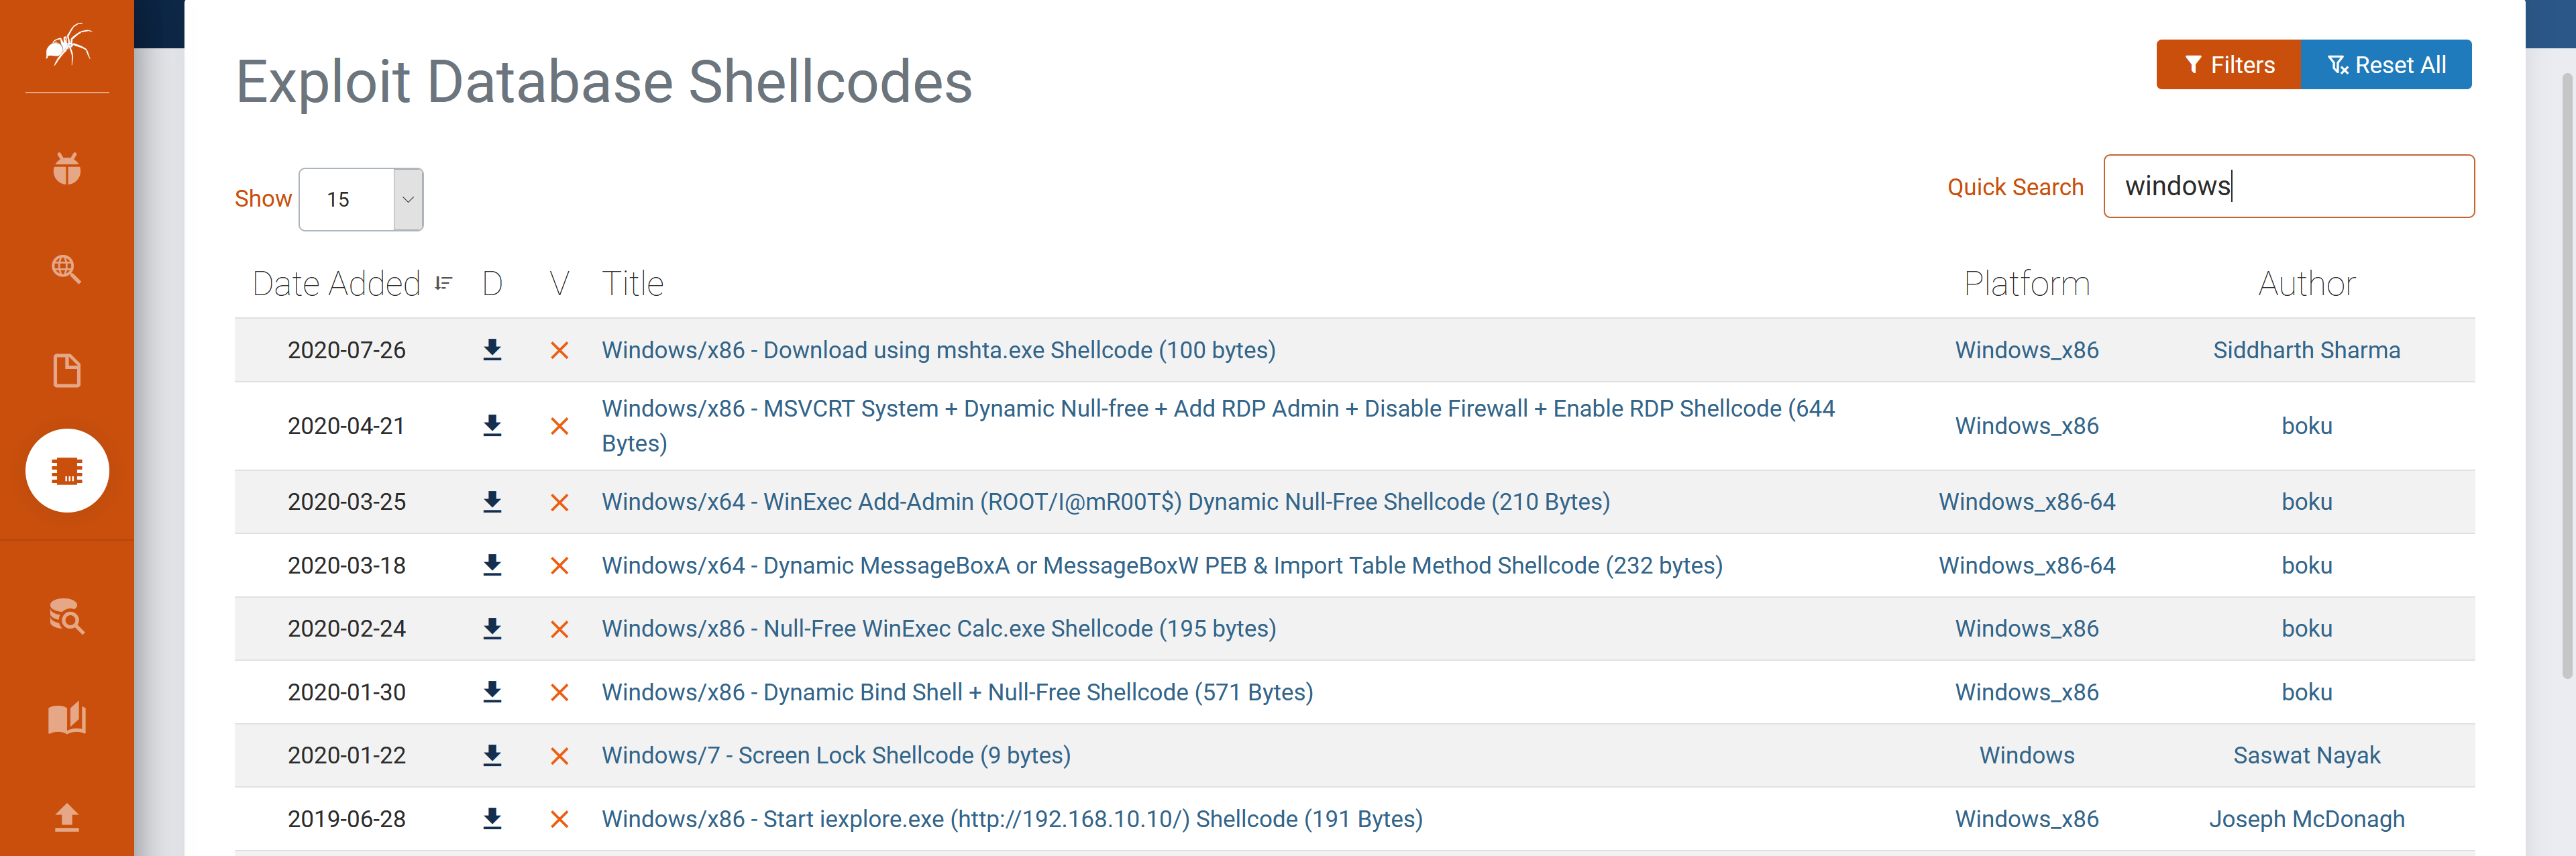 Exploit Database Shellcodes
Filters Reset All
Show 15
Quick Search windows
Date Added D V Title Platform Author
2020-07-26 Windows/x86 - Download using mshta.exe Shellcode (100 bytes) Windows_x86 Siddharth Sharma
2020-04-21 Windows/x86 - MSVCRT System + Dynamic Null-free + Add RDP Admin + Disable Firewall + Enable RDP Shellcode (644
Bytes) Windows_x86 boku
2020-03-25 Windows/x64 - WinExec Add-Admin (ROOT/I@mR00T$) Dynamic Null-Free Shellcode (210 Bytes) Windows_x86-64 boku
2020-03-18 Windows/x64 - Dynamic MessageBoxA or MessageBoxW PEB & Import Table Method Shellcode (232 bytes) Windows_x86-64 boku
2020-02-24 Windows/x86 - Null-Free WinExec Calc.exe Shellcode (195 bytes) Windows_x86 boku
2020-01-30 Windows/x86 - Dynamic Bind Shell + Null-Free Shellcode (571 Bytes) Windows_x86 boku
2020-01-22 Windows/7 - Screen Lock Shellcode (9 bytes) Windows Saswat Nayak
2019-06-28 Windows/x86 - Start iexplore.exe (http://192.168.10.10/) Shellcode (191 Bytes) Windows_x86 Joseph McDonagh